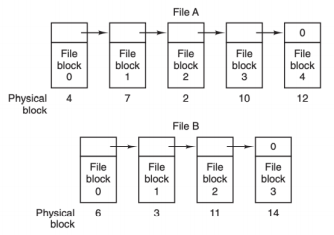 File A
0
File block 0
File block 1
File block 2
File block 3
File block 4
Physical block 4 7 2 10 12
File B
0
File block 0
File block 1
File block 2
File block 3
Physical block 6 3 11 14